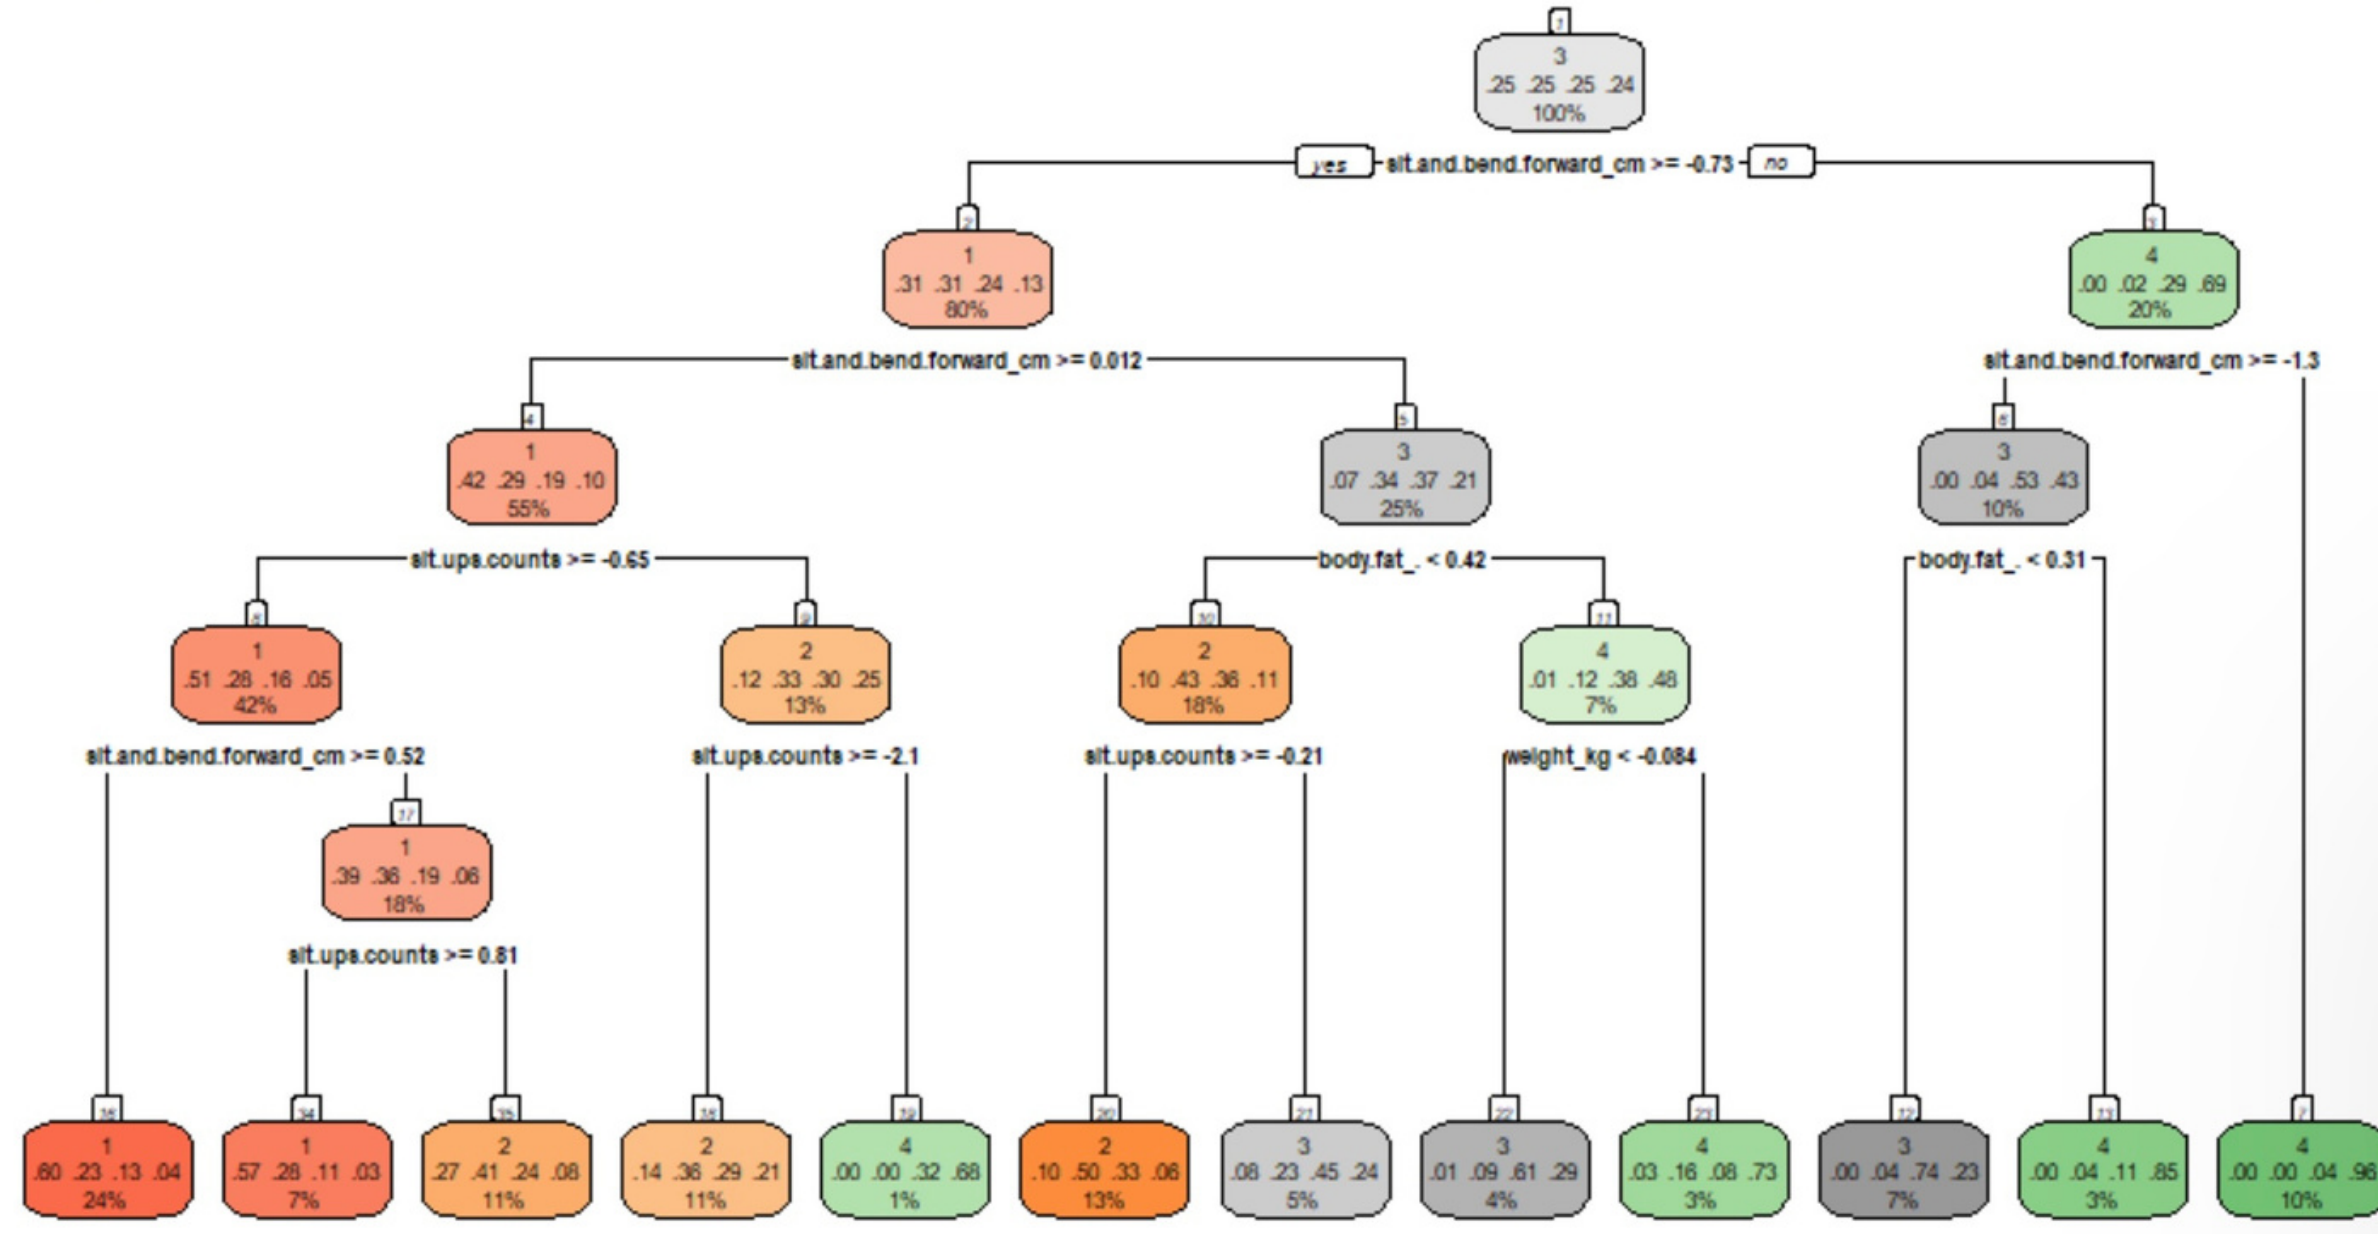 1
3
.25 .25 .25 .24
100%
yes sit.and.bend.forward_cm >= -0.73 no
2 3
1 4
.31 .31 .24 .13 .00 .02 .29 .69
80% 20%
sit.and.bend.forward_cm >= 0.012 sit.and.bend.forward_cm >= -1.3
4 5 6
1 3 3
.42 .29 .19 .10 .07 .34 .37 .21 .00 .04 .53 .43
55% 25% 10%
sit.ups.counts >= -0.65 body.fat_. < 0.42 body.fat_. < 0.31
8 9 10 11
1 2 2 4
.51 .28 .16 .05 .12 .33 .30 .25 .10 .43 .36 .11 .01 .12 .38 .48
42% 13% 18% 7%
sit.and.bend.forward_cm >= 0.52 sit.ups.counts >= -2.1 sit.ups.counts >= -0.21 weight_kg < -0.084
17
1
.39 .36 .19 .06
18%
sit.ups.counts >= 0.81
16 34 35 18 19 20 21 22 23 12 13 7
1 1 2 2 4 2 3 3 4 3 4 4
.60 .23 .13 .04 .57 .28 .11 .03 .27 .41 .24 .08 .14 .36 .29 .21 .00 .00 .32 .68 .10 .50 .33 .06 .08 .23 .45 .24 .01 .09 .61 .29 .03 .16 .08 .73 .00 .04 .74 .23 .00 .04 .11 .85 .00 .00 .04 .96
24% 7% 11% 11% 1% 13% 5% 4% 3% 7% 3% 10%